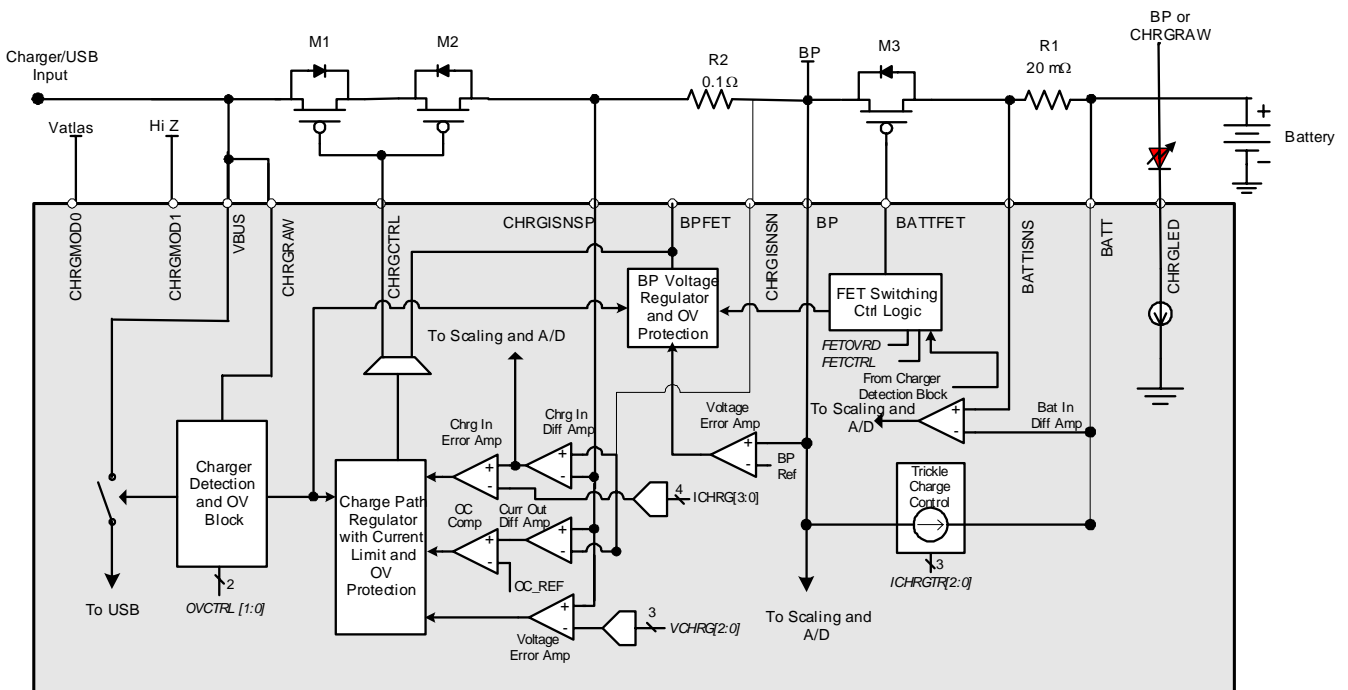 BP or
CHRGRAW
M1
M2
BP
M3
R1
20 mΩ
R2
0.1 Ω
Charger/USB
Input
Vatlas
Hi Z
+
–
Battery
CHRGMOD0
CHRGMOD1
VBUS
CHRGRAW
CHRGCTRL
CHRGISNSP
BPFET
CHRGISNSN
BP
BATTFET
BATTISNS
BATT
CHRGLED
BP Voltage
Regulator
and OV
Protection
FET Switching
Ctrl Logic
FETOVRD
FETCTRL
From Charger
Detection Block
To Scaling and A/D
To Scaling and
A/D
+
-
Bat In
Diff Amp
Voltage
Error Amp
+
-
BP
Ref
Chrg In
Error Amp
Chrg In
Diff Amp
+
-
+
-
4
ICHRG[3:0]
Charger
Detection
and OV
Block
2
OVCTRL [1:0]
To USB
Charge Path
Regulator
with Current
Limit and
OV
Protection
OC
Comp
Curr Out
Diff Amp
+
-
+
-
OC_REF
+
-
Voltage
Error Amp
3
VCHRG[2:0]
Trickle
Charge
Control
3
ICHRGTR[2:0]
To Scaling and
A/D